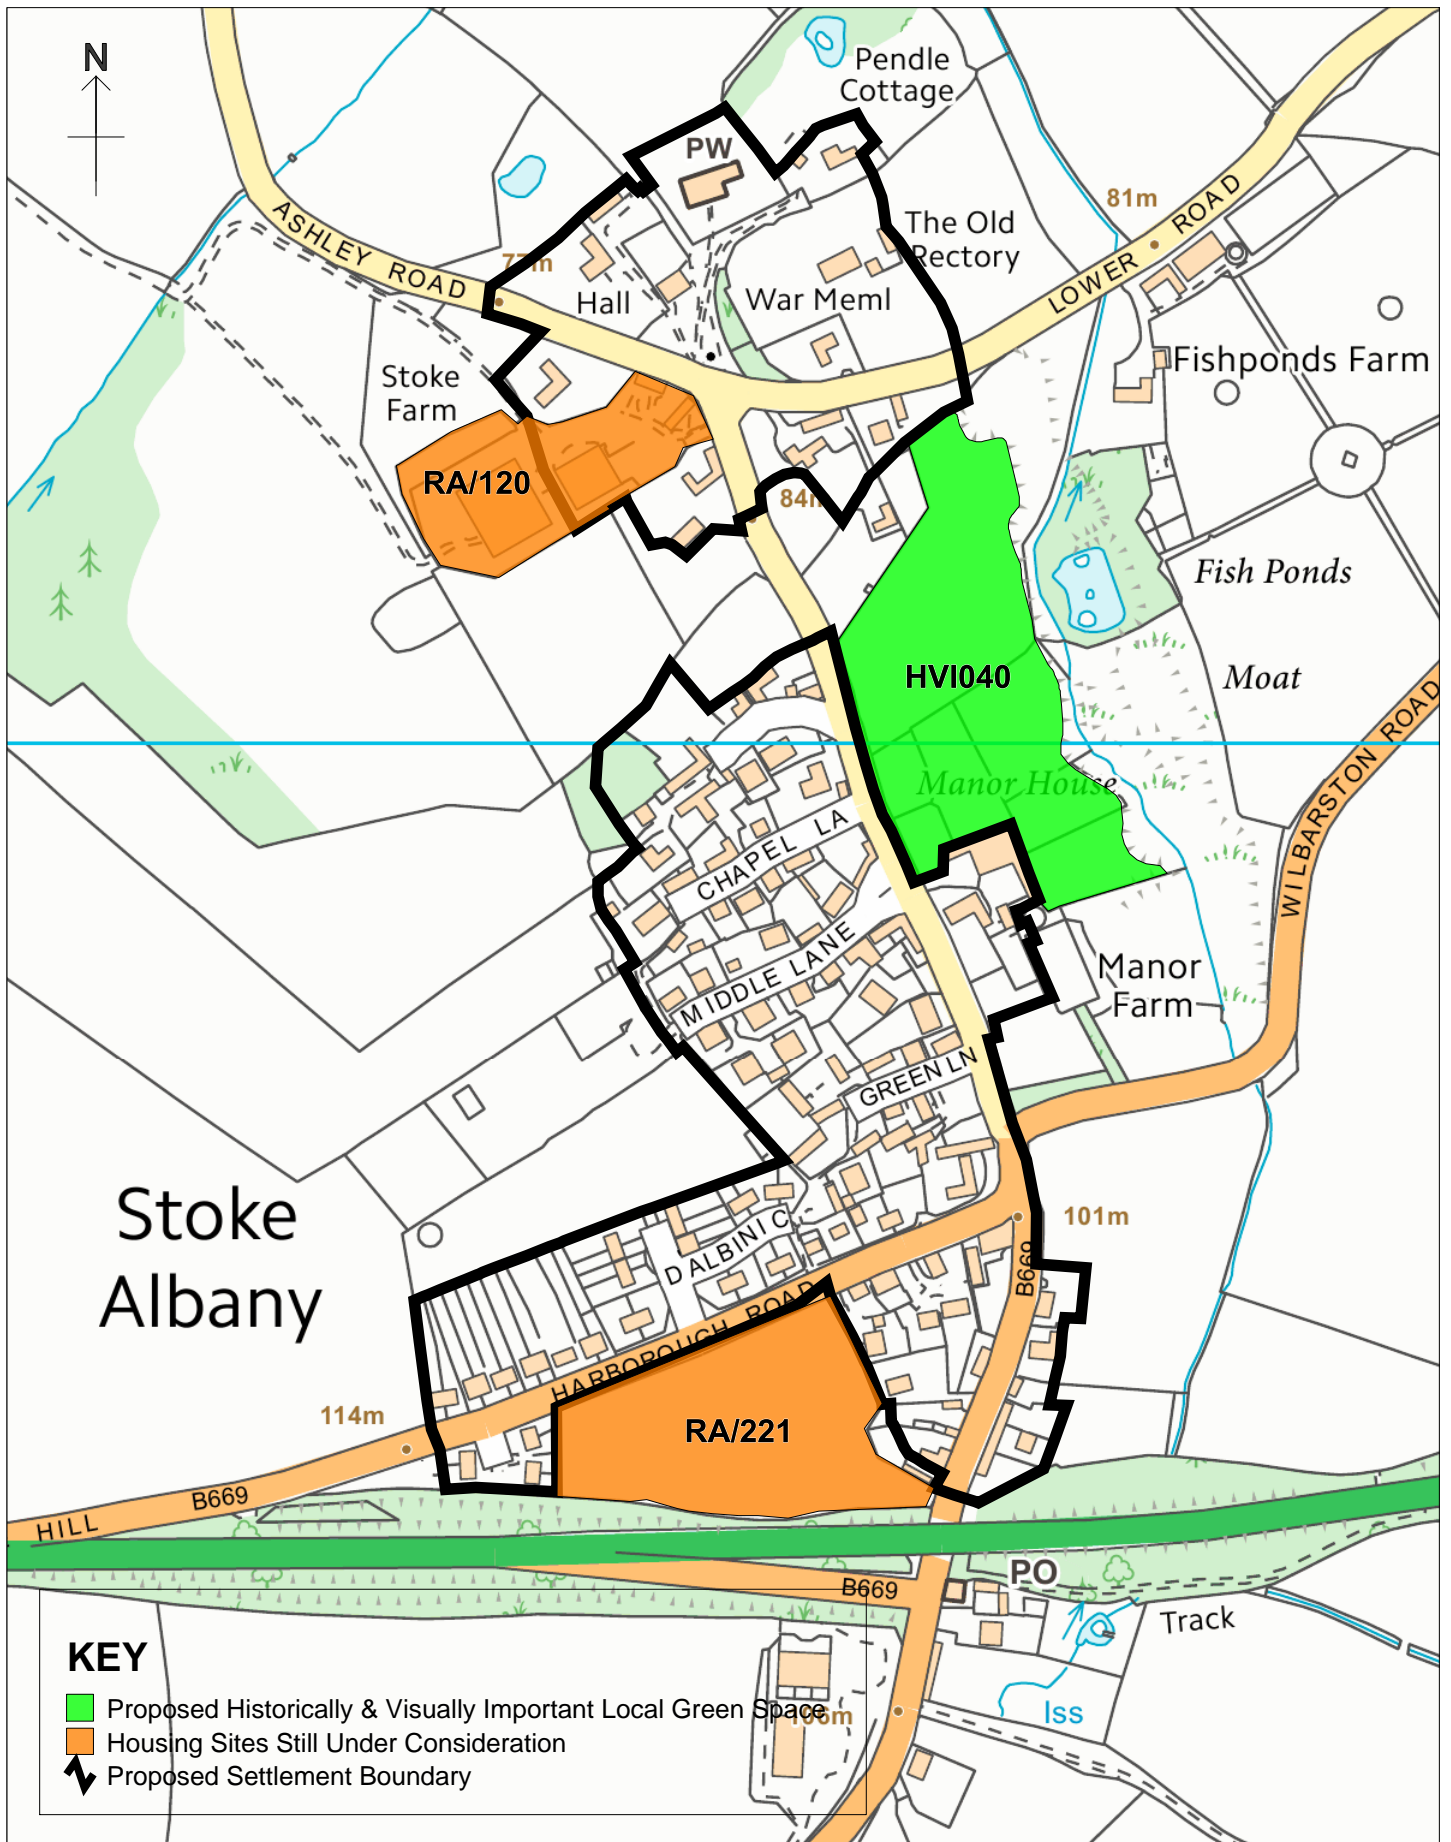 N
Pendle
Cottage
PW
ASHLEY ROAD
77m
Hall
The Old
Rectory
War Meml
81m
LOWER ROAD
Stoke
Farm
Fishponds Farm
RA/120
84m
Fish Ponds
HVI040
Moat
Manor House
WILBARSTON ROAD
CHAPEL LA
MIDDLE LANE
Manor
Farm
GREEN LN
Stoke
Albany
101m
D ALBINI C
B669
HARBOROUGH ROAD
114m
RA/221
B669
HILL
PO
B669
Track
Iss
106m
KEY
Proposed Historically & Visually Important Local Green Space
Housing Sites Still Under Consideration
Proposed Settlement Boundary